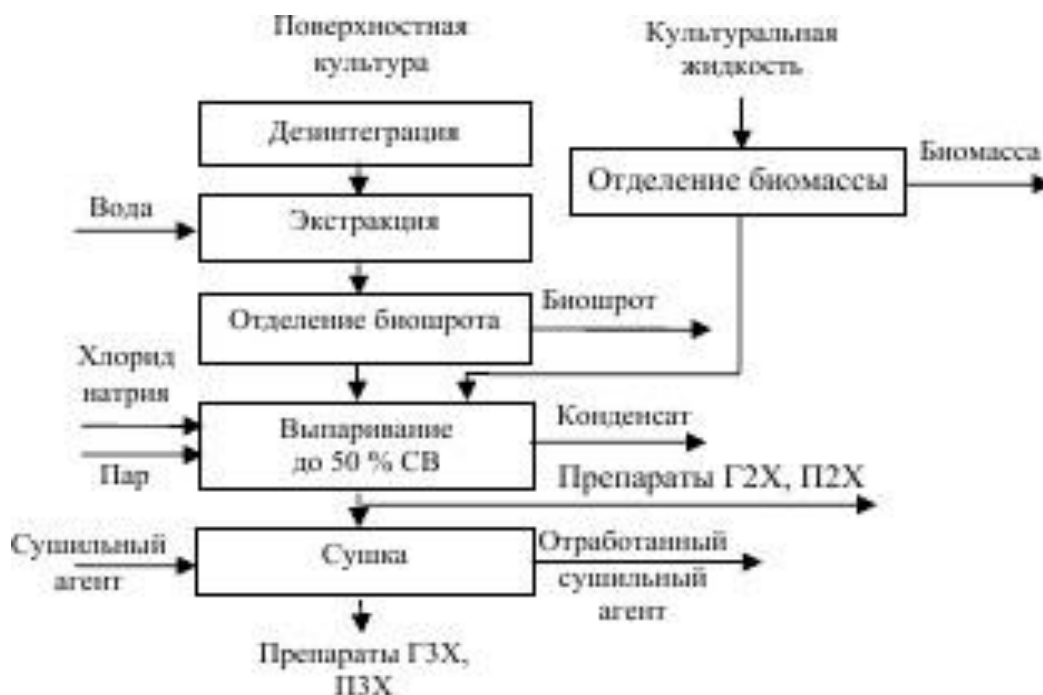 Поверхностная
культура
Культуральная
жидкость
Дезинтеграция
Отделение биомассы
Биомасса
Вода
Экстракция
Отделение биошрота
Биошрот
Хлорид
натрия
Пар
Выпаривание
до 50 % СВ
Конденсат
Препараты Г2Х, П2Х
Сушильный
агент
Сушка
Отработанный
сушильный
агент
Препараты Г3Х,
П3Х